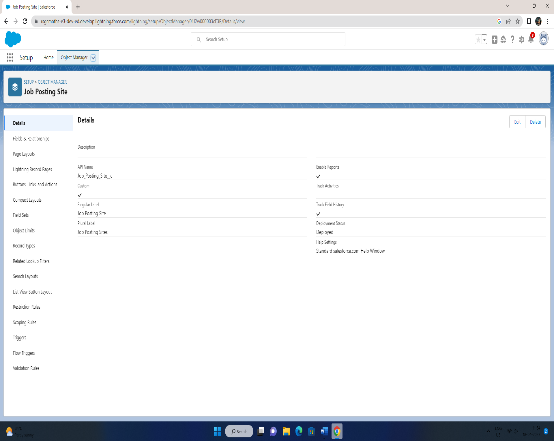 Job Posting Site | Salesforce
Search Setup
Setup
Home
Object Manager
SETUP > OBJECT MANAGER
Job Posting Site
Details
Fields & Relationships
Page Layouts
Lightning Record Pages
Buttons, Links, and Actions
Compact Layouts
Field Sets
Object Limits
Record Types
Related Lookup Filters
Search Layouts
List View Button Layout
Restriction Rules
Scoping Rules
Triggers
Flow Triggers
Validation Rules
Details
Edit
Delete
Description
API Name
Job_Posting_Site__c
Custom
Singular Label
Job Posting Site
Plural Label
Job Posting Sites
Enable Reports
Track Activities
Track Field History
Deployment Status
Deployed
Help Settings
Standard salesforce.com Help Window
Search